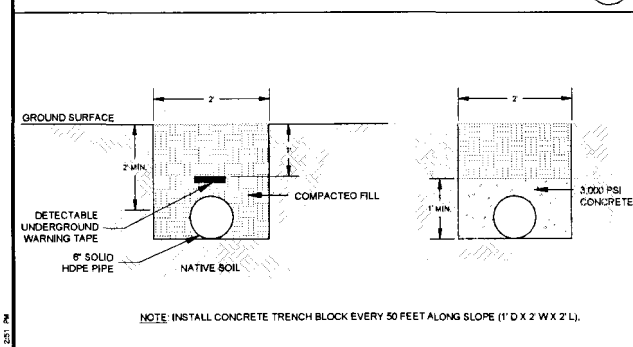 2'
2'
GROUND SURFACE
2' MIN.
1'
COMPACTED FILL
DETECTABLE
UNDERGROUND
WARNING TAPE
6" SOLID
HDPE PIPE
NATIVE SOIL
1' MIN.
3,000 PSI
CONCRETE
NOTE: INSTALL CONCRETE TRENCH BLOCK EVERY 50 FEET ALONG SLOPE (1' D X 2' W X 2' L).
2:51 PM